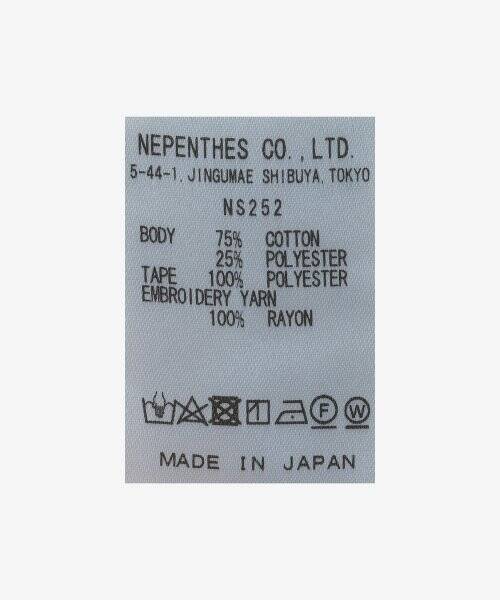 NEPENTHES CO.,LTD.
5-44-1, JINGUMAE SHIBUYA, TOKYO
NS252
BODY 75% COTTON
25% POLYESTER
TAPE 100% POLYESTER
EMBROIDERY YARN
100% RAYON
F W
MADE IN JAPAN